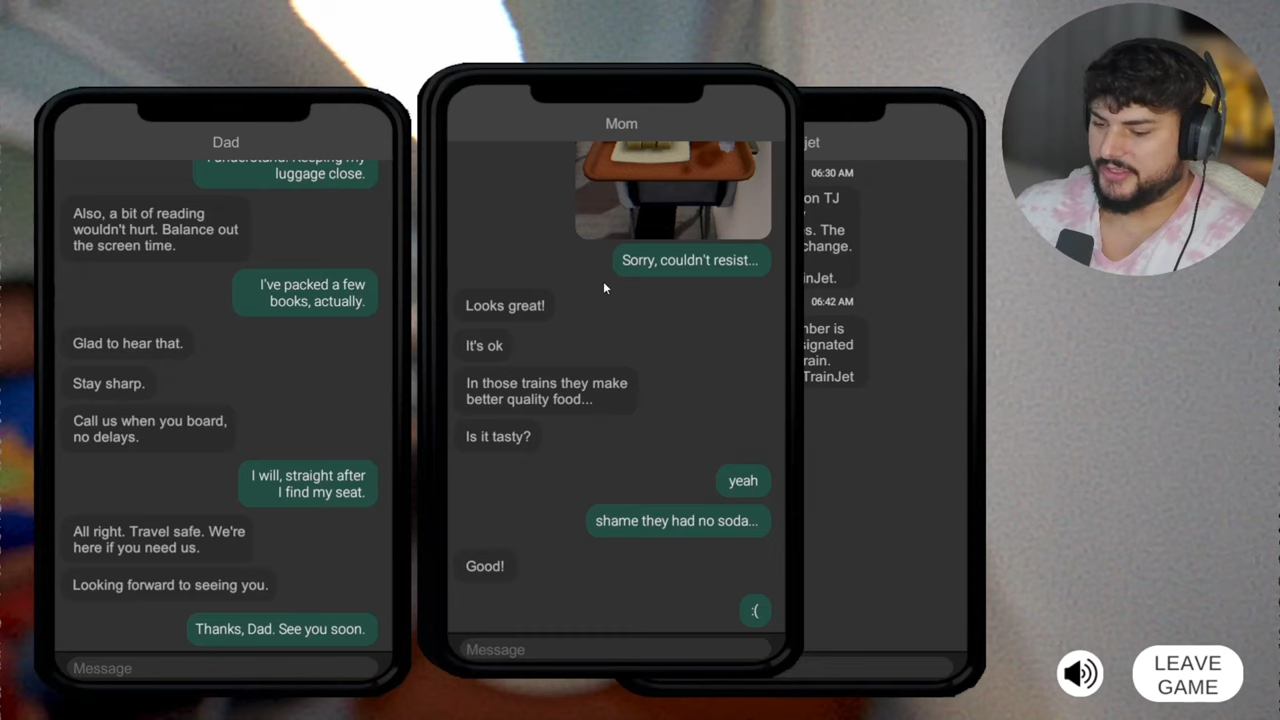 Dad
luggage close.
Also, a bit of reading
wouldn't hurt. Balance out
the screen time.
I've packed a few
books, actually.
Glad to hear that.
Stay sharp.
Call us when you board,
no delays.
I will, straight after
I find my seat.
All right. Travel safe. We're
here if you need us.
Looking forward to seeing you.
Thanks, Dad. See you soon.
Message
Mom
Sorry, couldn't resist...
Looks great!
It's ok
In those trains they make
better quality food...
Is it tasty?
yeah
shame they had no soda...
Good!
:(
Message
jet
06:30 AM
on TJ
s. The
change.
inJet.
06:42 AM
nber is
signated
rain.
TrainJet
LEAVE
GAME